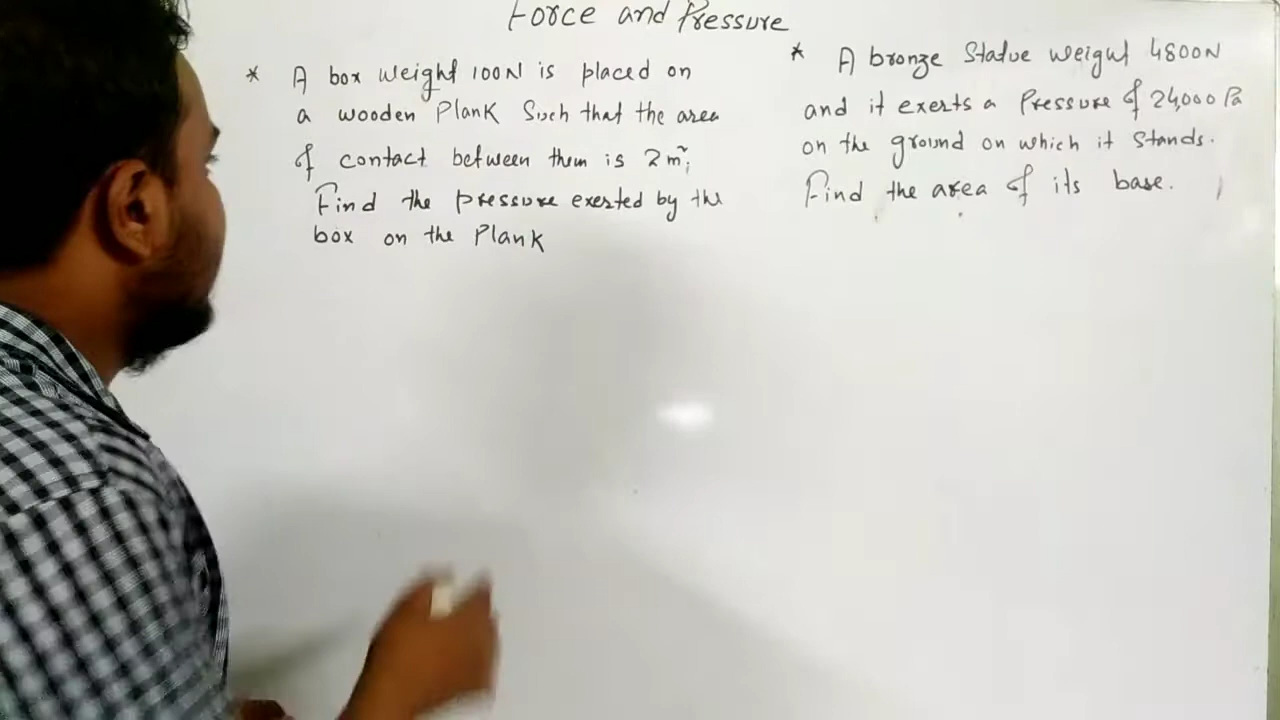 Force and Pressure
* A box weight 100N is placed on
a wooden Plank Such that the area
of contact between them is 2m²;
Find the pressure exerted by the
box on the Plank
* A bronze Statue weight 4800N
and it exerts a Pressure of 24,000 Pa
on the ground on which it stands.
Find the area of its base.